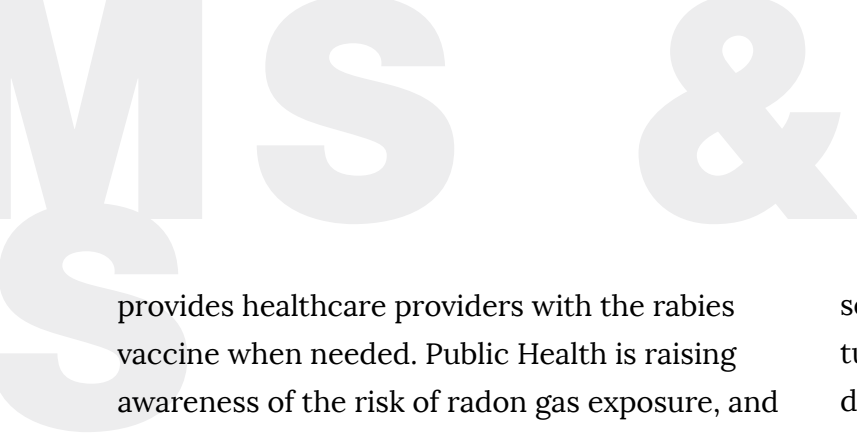 MS &
S
provides healthcare providers with the rabies
vaccine when needed. Public Health is raising
awareness of the risk of radon gas exposure, and